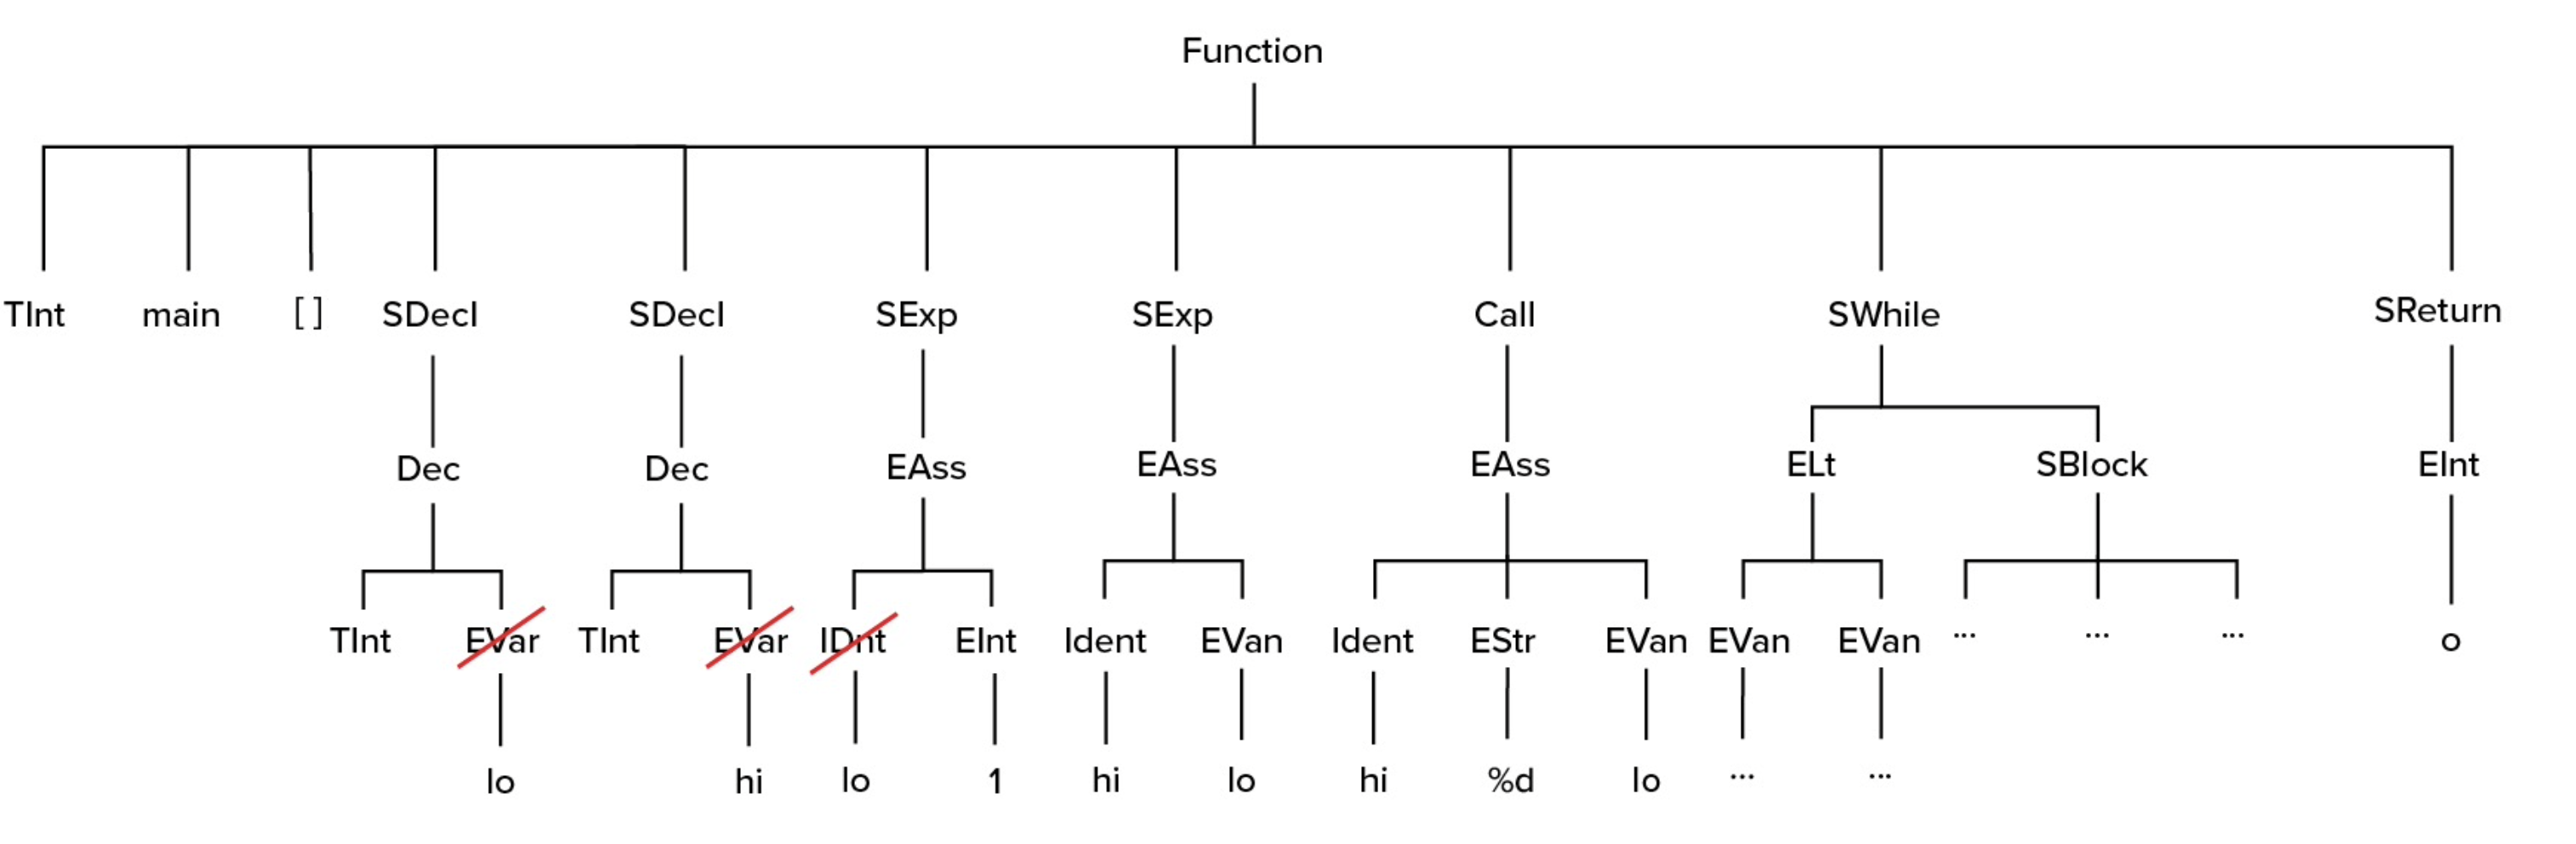 Function
TInt main [ ] SDecl SDecl SExp SExp Call SWhile SReturn
Dec Dec EAss EAss EAss ELt SBlock EInt
TInt EVar TInt EVar IDnt EInt Ident EVan Ident EStr EVan EVan EVan ... ... ... o
lo hi lo 1 hi lo hi %d lo ... ...